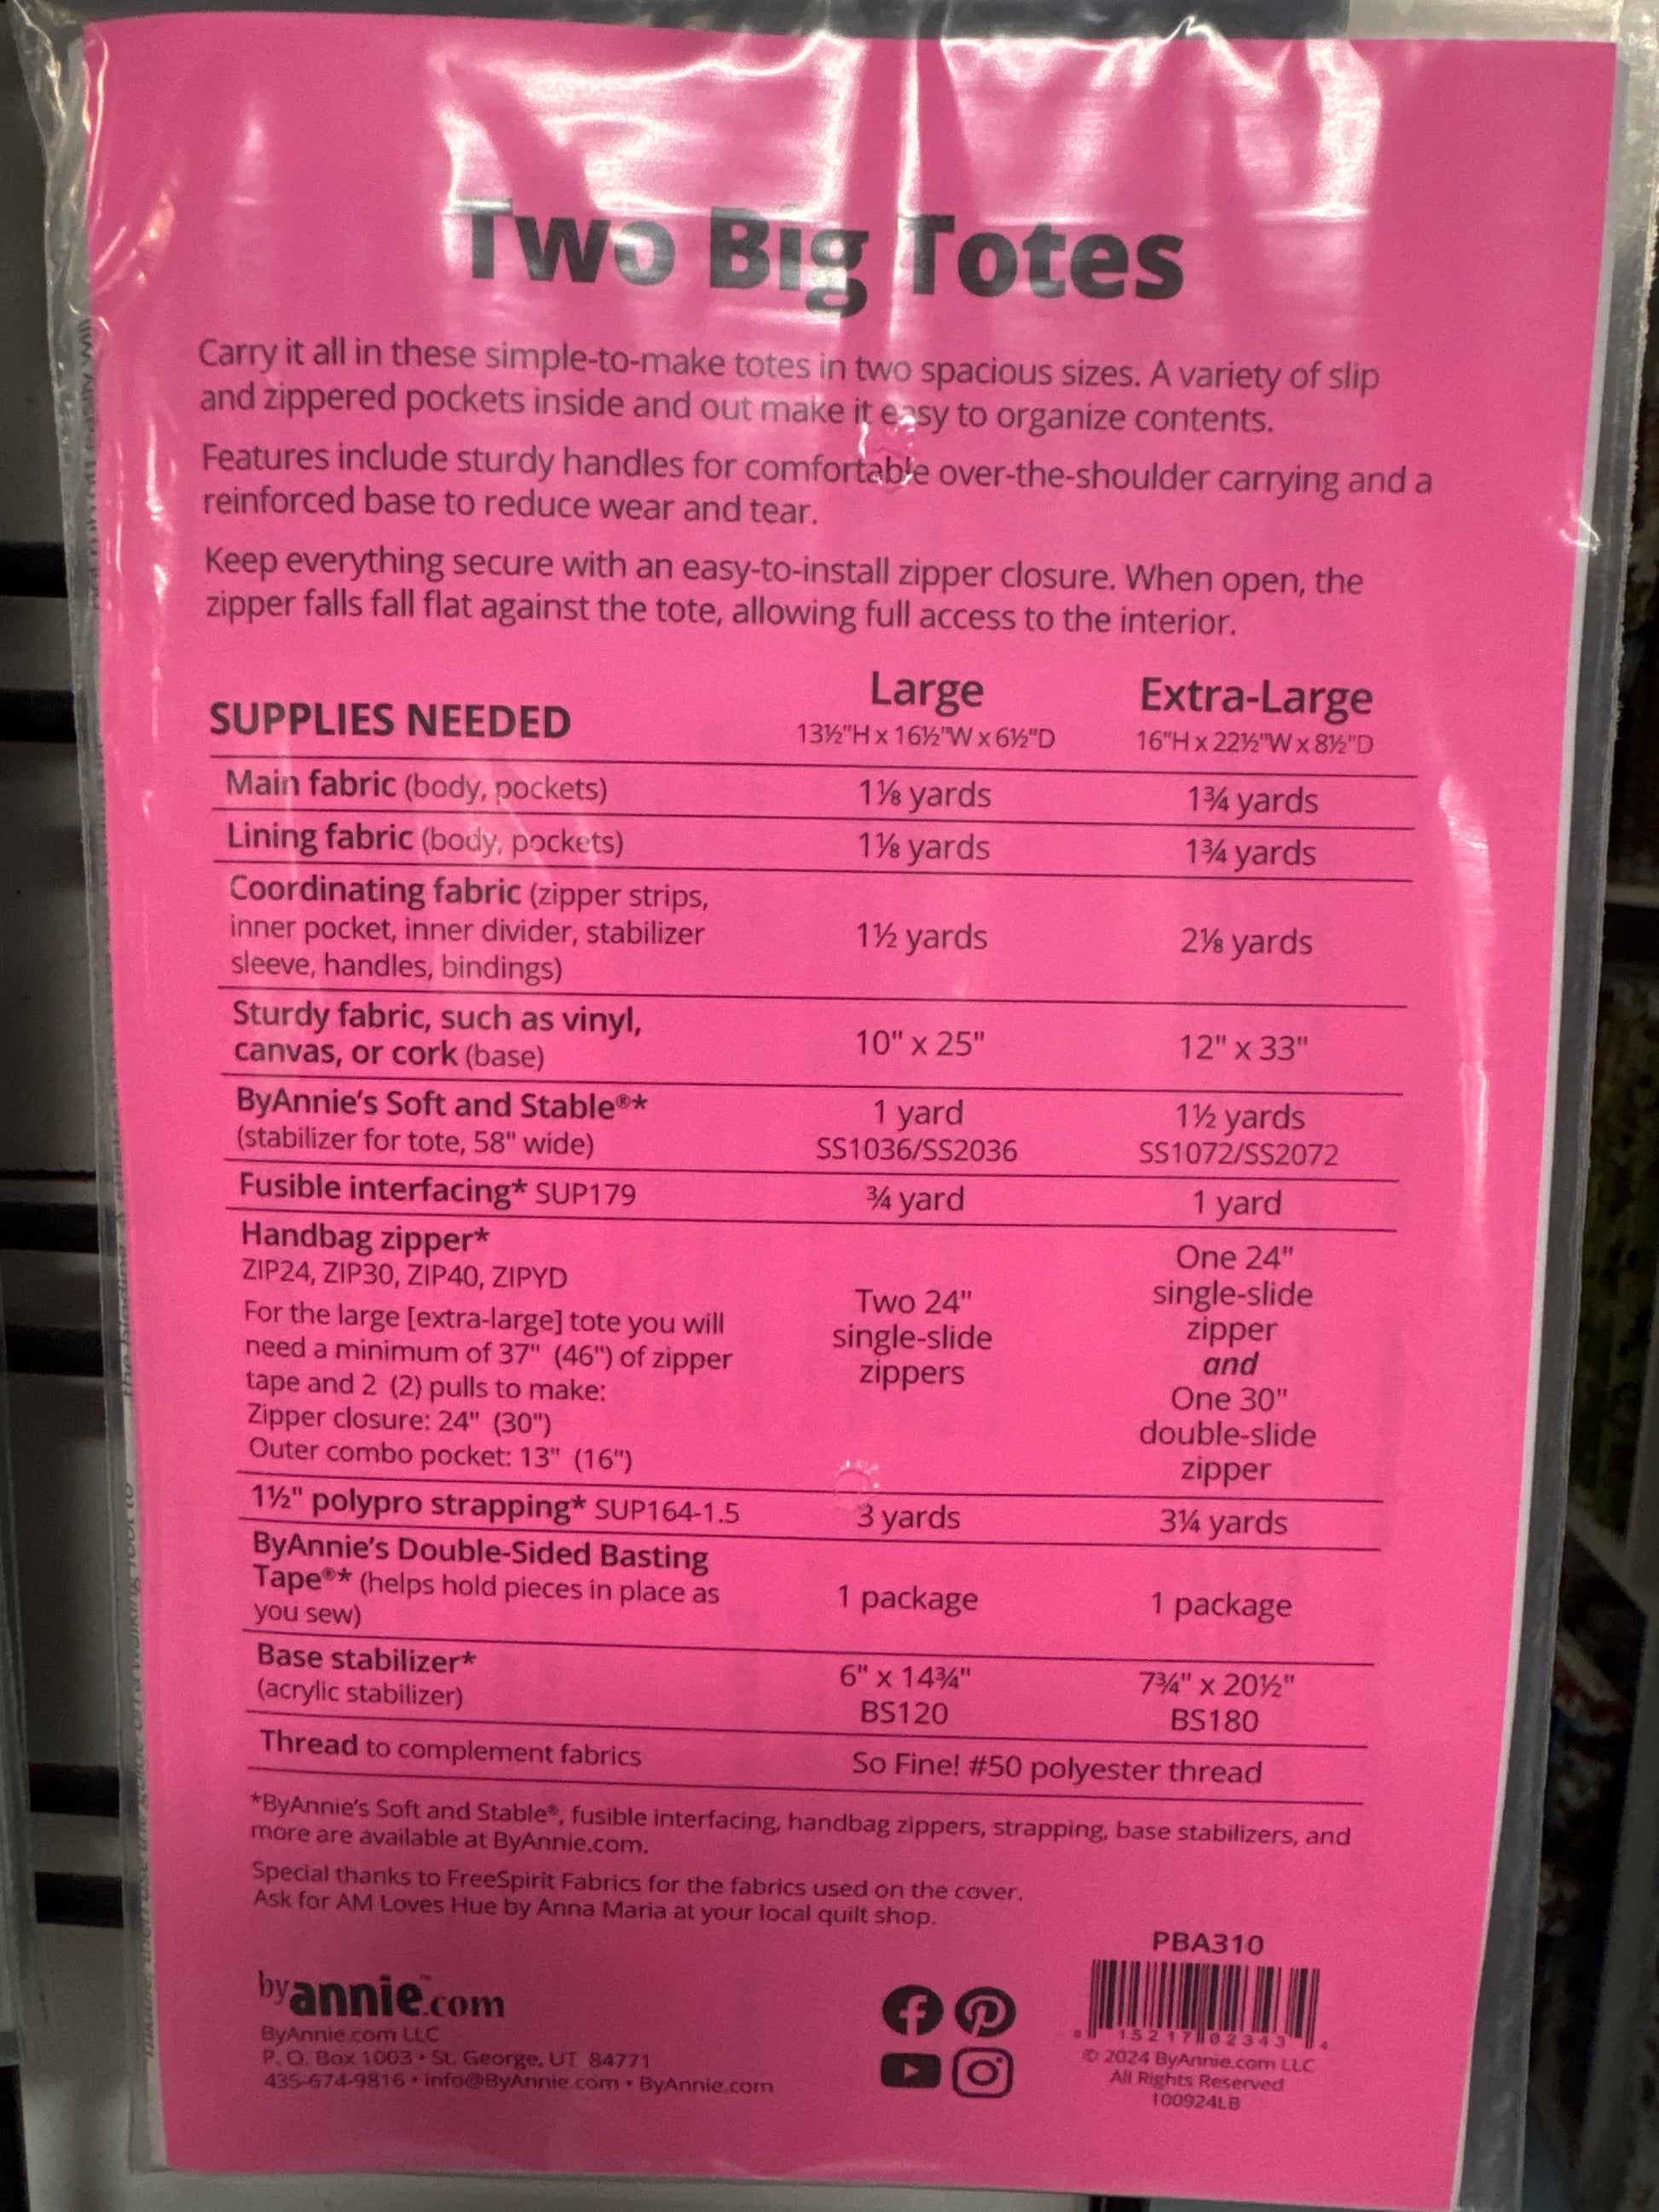 Two Big Totes
Carry it all in these simple-to-make totes in two spacious sizes. A variety of slip
and zippered pockets inside and out make it easy to organize contents.
Features include sturdy handles for comfortable over-the-shoulder carrying and a
reinforced base to reduce wear and tear.
Keep everything secure with an easy-to-install zipper closure. When open, the
zipper falls fall flat against the tote, allowing full access to the interior.
SUPPLIES NEEDED
Large
13½"H x 16½"W x 6½"D
Extra-Large
16"H x 22½"W x 8½"D
Main fabric (body, pockets) 1⅛ yards 1¾ yards
Lining fabric (body, pockets) 1⅛ yards 1¾ yards
Coordinating fabric (zipper strips,
inner pocket, inner divider, stabilizer
sleeve, handles, bindings)
1½ yards 2⅛ yards
Sturdy fabric, such as vinyl,
canvas, or cork (base)
10" x 25" 12" x 33"
ByAnnie's Soft and Stable®*
(stabilizer for tote, 58" wide)
1 yard
SS1036/SS2036
1½ yards
SS1072/SS2072
Fusible interfacing* SUP179 ¾ yard 1 yard
Handbag zipper*
ZIP24, ZIP30, ZIP40, ZIPYD
For the large [extra-large] tote you will
need a minimum of 37" (46") of zipper
tape and 2 (2) pulls to make:
Zipper closure: 24" (30")
Outer combo pocket: 13" (16")
Two 24"
single-slide
zippers
One 24"
single-slide
zipper
and
One 30"
double-slide
zipper
1½" polypro strapping* SUP164-1.5 3 yards 3¼ yards
ByAnnie's Double-Sided Basting
Tape®* (helps hold pieces in place as
you sew)
1 package 1 package
Base stabilizer*
(acrylic stabilizer)
6" x 14¾"
BS120
7¾" x 20½"
BS180
Thread to complement fabrics So Fine! #50 polyester thread
*ByAnnie's Soft and Stable®, fusible interfacing, handbag zippers, strapping, base stabilizers, and
more are available at ByAnnie.com.
Special thanks to FreeSpirit Fabrics for the fabrics used on the cover.
Ask for AM Loves Hue by Anna Maria at your local quilt shop.
byannie.com™
ByAnnie.com LLC
P. O. Box 1003 • St. George, UT 84771
435-674-9816 • info@ByAnnie.com • ByAnnie.com
PBA310
8 15217 02343 4
© 2024 ByAnnie.com LLC
All Rights Reserved
100924LB